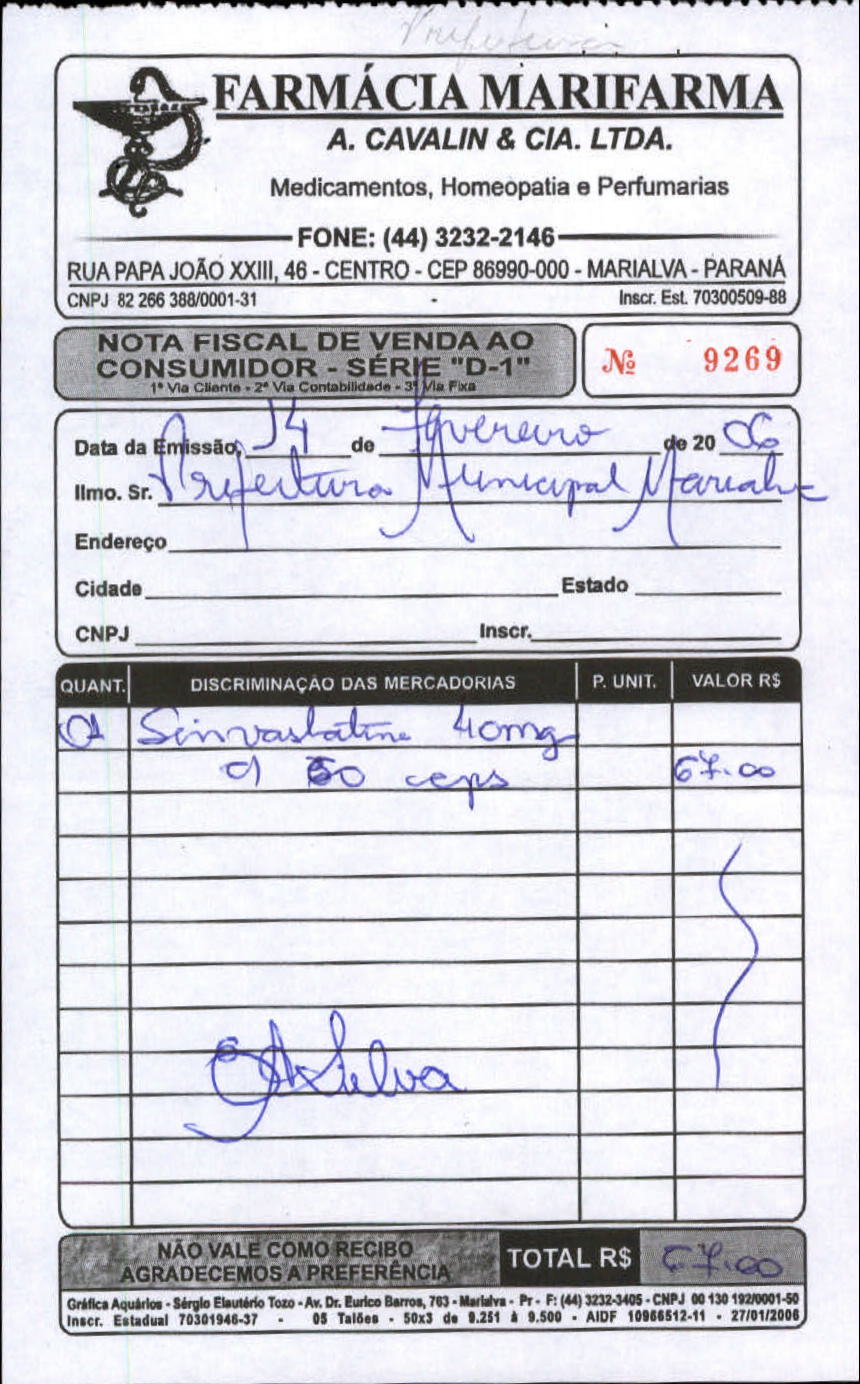 Prefeitura
FARMÁCIA MARIFARMA
A. CAVALIN & CIA. LTDA.
Medicamentos, Homeopatia e Perfumarias
FONE: (44) 3232-2146
RUA PAPA JOÃO XXIII, 46 - CENTRO - CEP 86990-000 - MARIALVA - PARANÁ
CNPJ 82 266 388/0001-31 Inscr. Est. 70300509-88
NOTA FISCAL DE VENDA AO
CONSUMIDOR - SÉRIE "D-1"
1ª Via Cliente - 2ª Via Contabilidade - 3ª Via Fixa
Nº 9269
Data da Emissão, 14 de Fevereiro de 20 06
Ilmo. Sr. Prefeitura Municipal Marialva
Endereço
Cidade Estado
CNPJ Inscr.
QUANT. DISCRIMINAÇÃO DAS MERCADORIAS P. UNIT. VALOR R$
01 Sinvastatina 40mg
c/ 60 caps 67.00
Silva
NÃO VALE COMO RECIBO
AGRADECEMOS A PREFERÊNCIA
TOTAL R$ 67.00
Gráfica Aquários - Sérgio Elautério Tozo - Av. Dr. Eurico Barros, 763 - Marialva - Pr - F: (44) 3232-3405 - CNPJ 00 130 192/0001-50
Inscr. Estadual 70301946-37 - 05 Talões - 50x3 de 9.251 à 9.500 - AIDF 10966512-11 - 27/01/2006